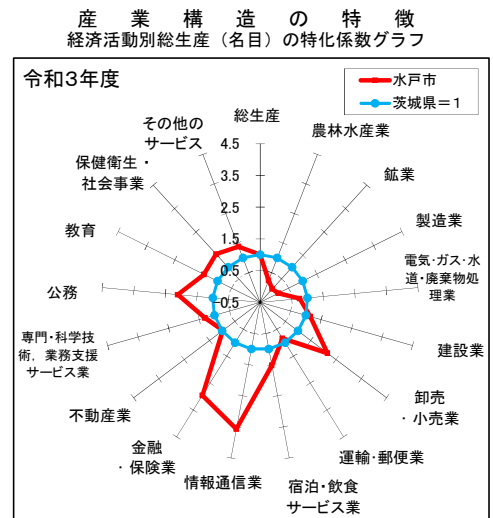 産業構造の特徴
経済活動別総生産（名目）の特化係数グラフ
令和3年度
水戸市
茨城県＝1
総生産
農林水産業
鉱業
製造業
電気・ガス・水
道・廃棄物処
理業
建設業
卸売
・小売業
運輸・郵便業
宿泊・飲食
サービス業
情報通信業
金融
・保険業
不動産業
専門・科学技
術，業務支援
サービス業
公務
教育
保健衛生・
社会事業
その他の
サービス
4.5
3.5
2.5
1.5
0.5
-0.5